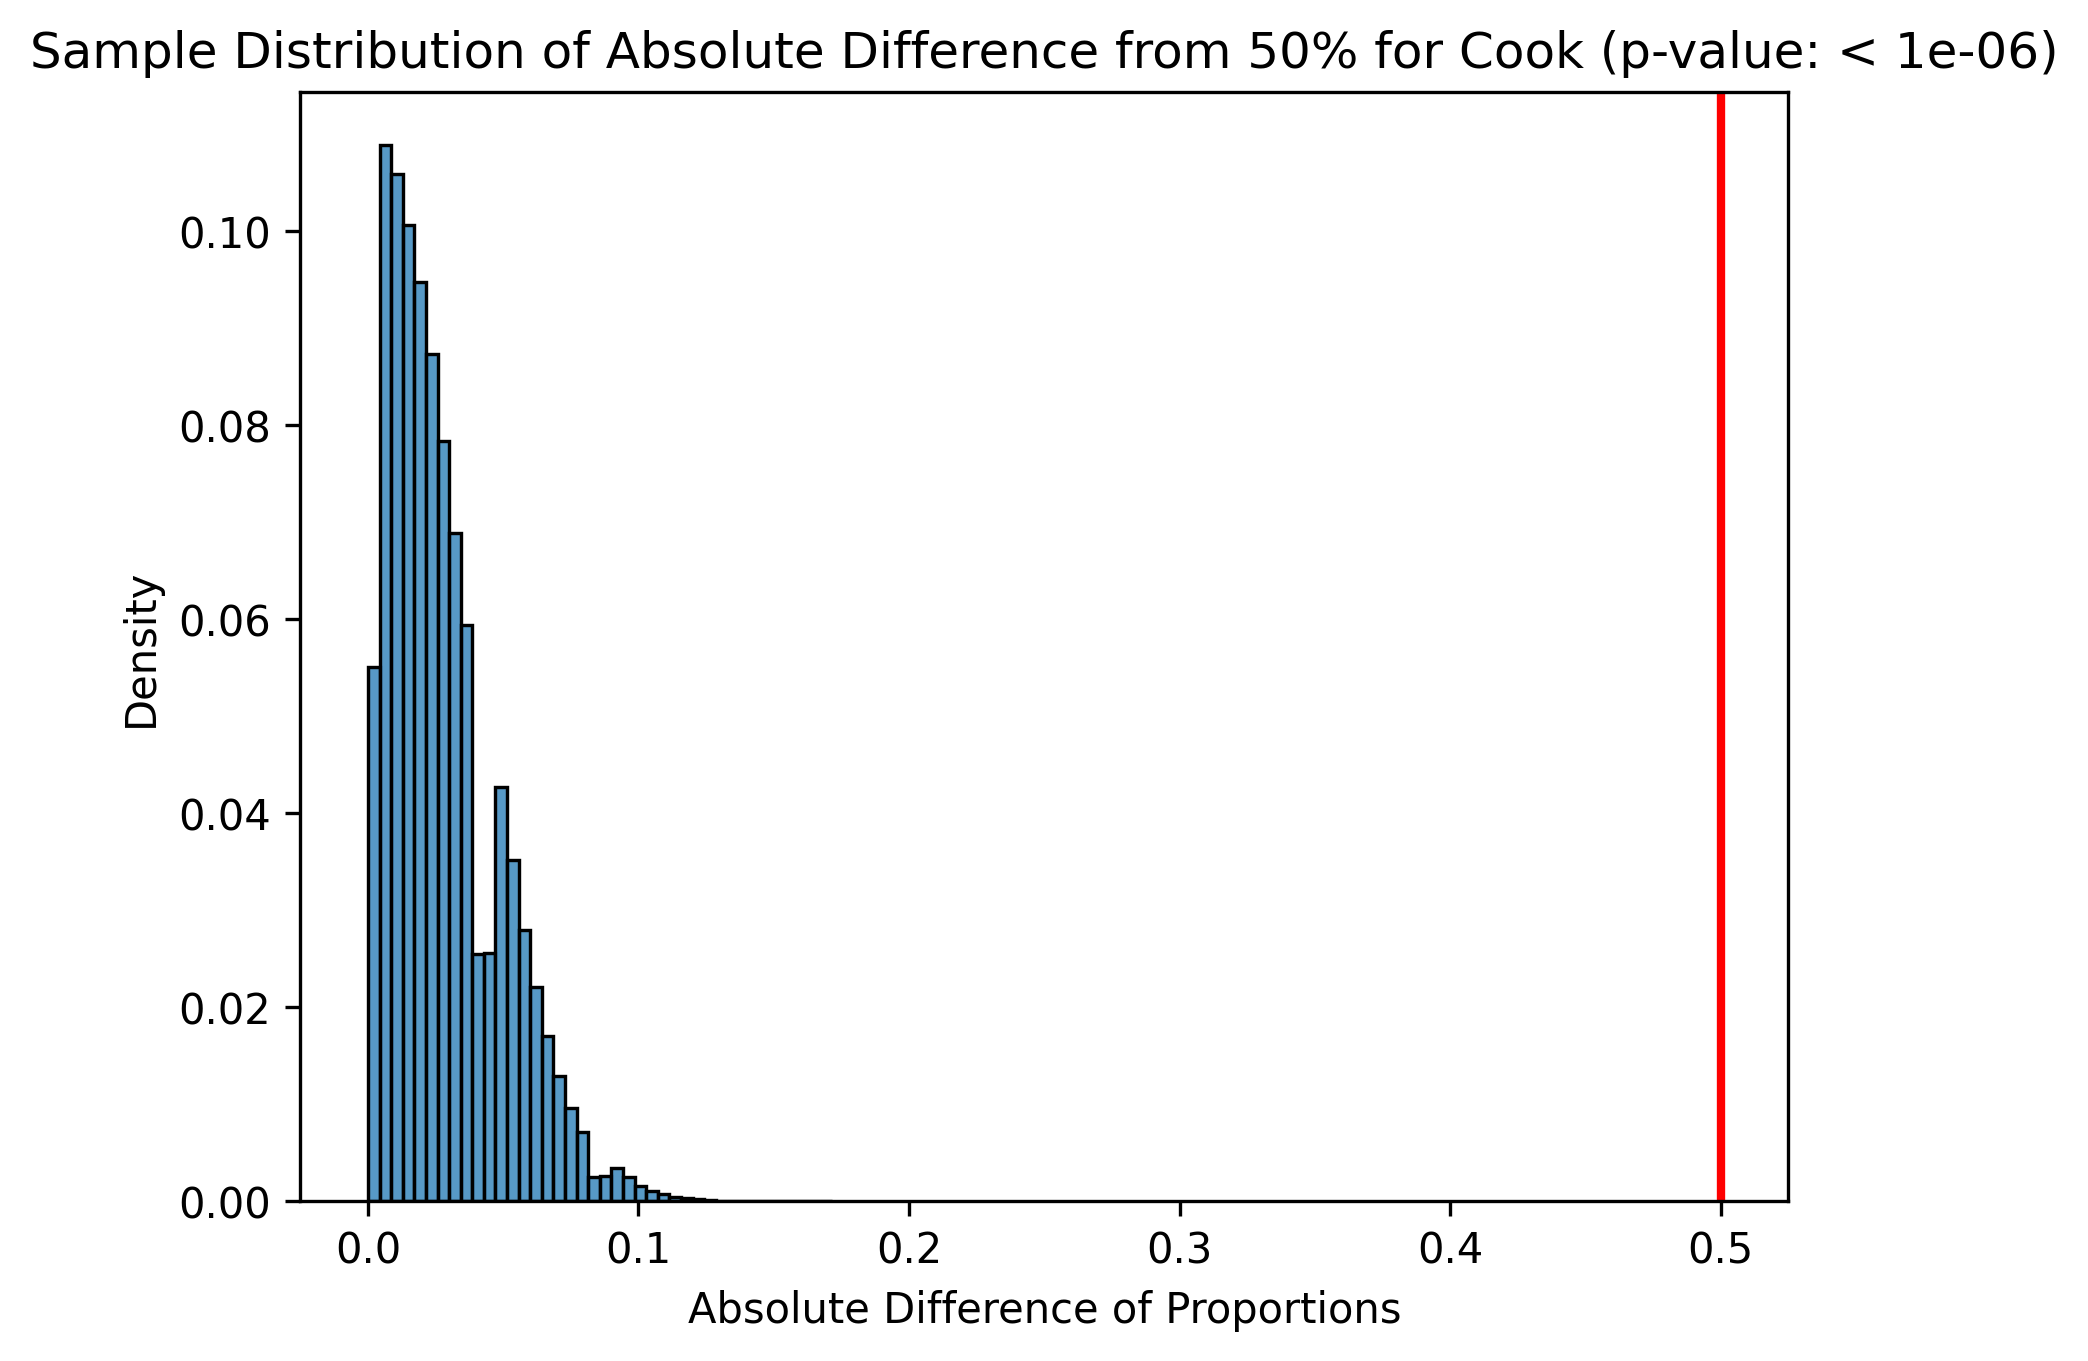 Sample Distribution of Absolute Difference from 50% for Cook (p-value: < 1e-06)
0.10
0.08
0.06
0.04
0.02
0.00
Density
0.0 0.1 0.2 0.3 0.4 0.5
Absolute Difference of Proportions